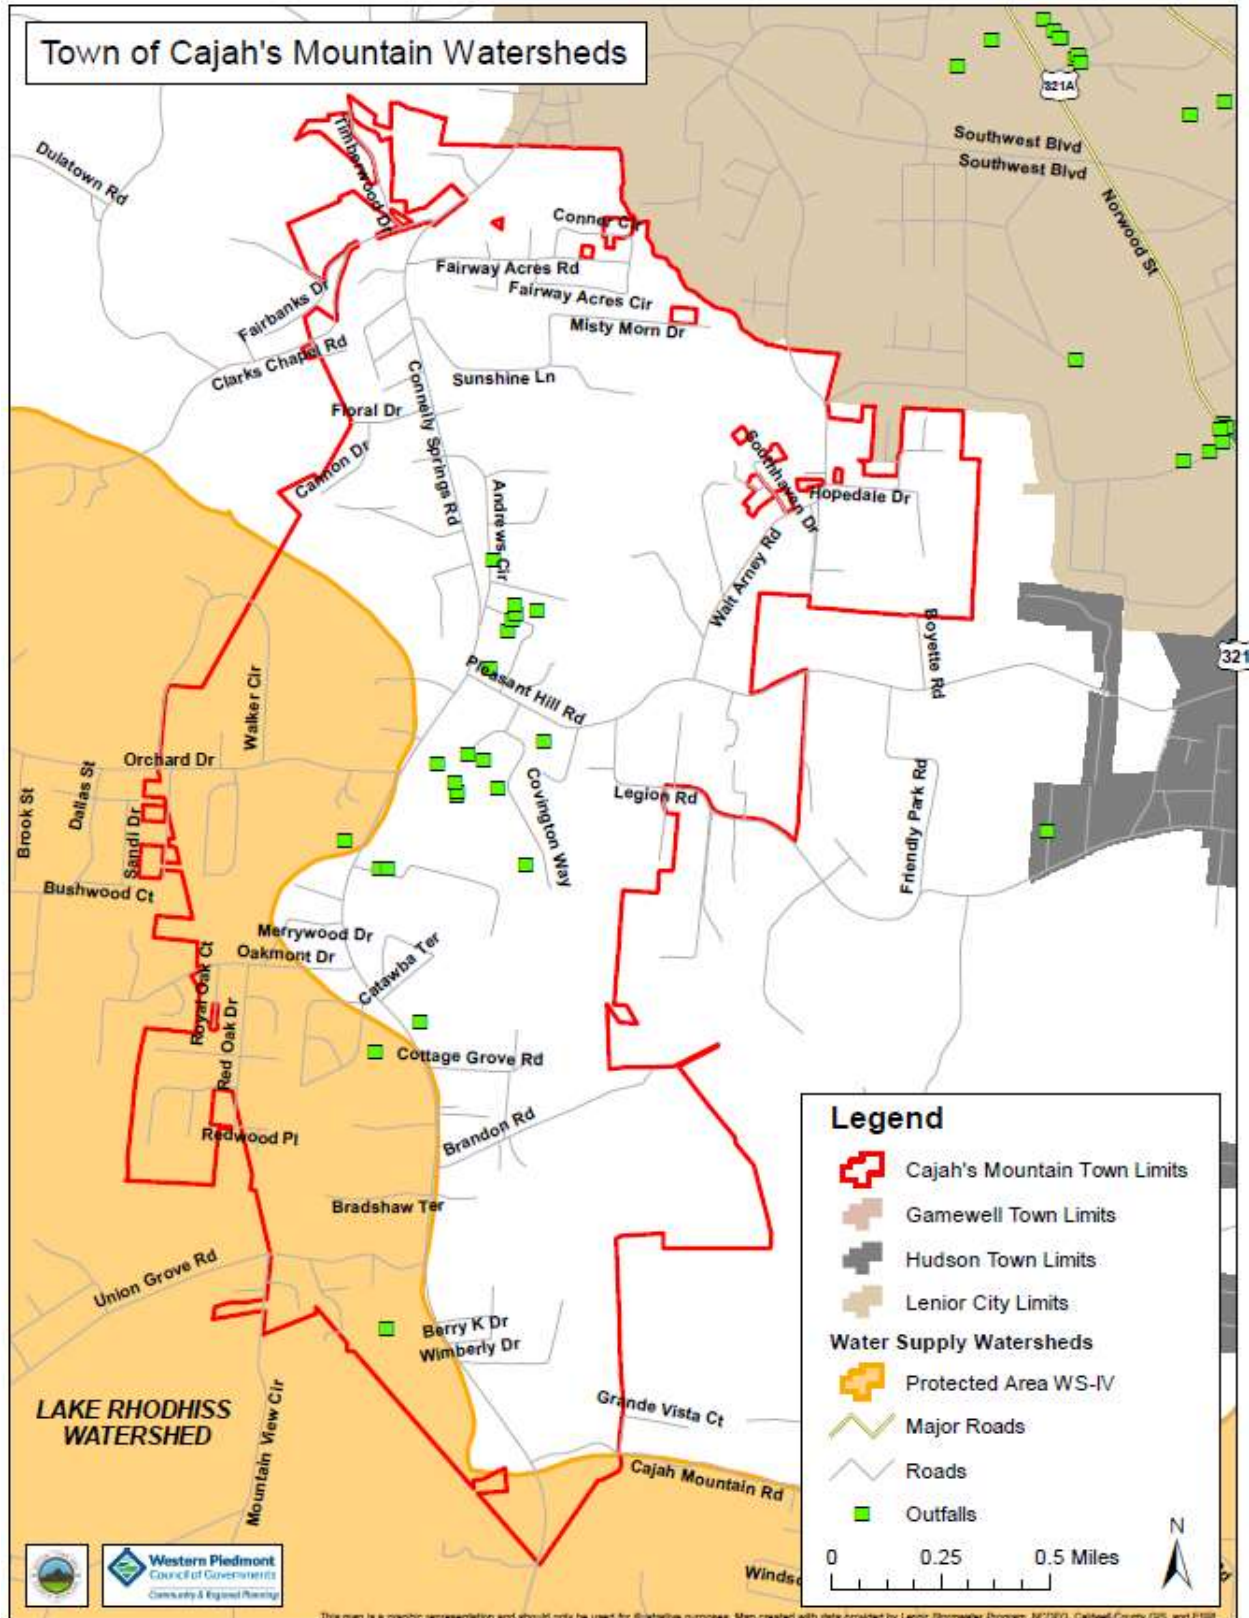 Town of Cajah's Mountain Watersheds
321A
Southwest Blvd
Southwest Blvd
Norwood St
Dulatown Rd
Timberwood Dr
Conner Cir
Fairway Acres Rd
Fairway Acres Cir
Misty Morn Dr
Fairbanks Dr
Clarks Chapel Rd
Sunshine Ln
Connelly Springs Rd
Floral Dr
Cannon Dr
Andrews Cir
Southhaven Dr
Hopedale Dr
Walt Arney Rd
Boyette Rd
321
Pleasant Hill Rd
Walker Cir
Orchard Dr
Dallas St
Brook St
Sandi Dr
Bushwood Ct
Covington Way
Legion Rd
Friendly Park Rd
Merrywood Dr
Oakmont Dr
Catawba Ter
Royal Oak Ct
Red Oak Dr
Cottage Grove Rd
Brandon Rd
Redwood Pl
Bradshaw Ter
Union Grove Rd
Berry K Dr
Wimberly Dr
Grande Vista Ct
Cajah Mountain Rd
Mountain View Cir
LAKE RHODHISS
WATERSHED
Legend
Cajah's Mountain Town Limits
Gamewell Town Limits
Hudson Town Limits
Lenior City Limits
Water Supply Watersheds
Protected Area WS-IV
Major Roads
Roads
Outfalls
N
0 0.25 0.5 Miles
Western Piedmont
Council of Governments
Community & Regional Planning